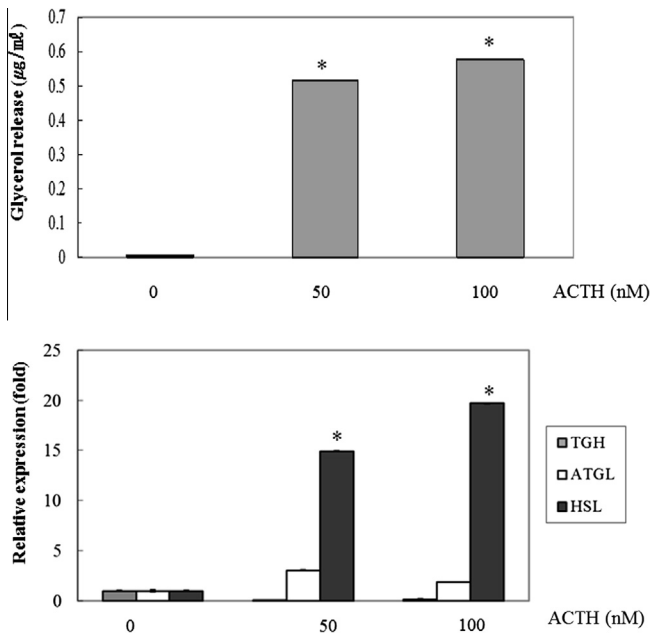 Glycerol release (µg/㎖)
0.7
0.6
0.5
0.4
0.3
0.2
0.1
0
*
*
0 50 100 ACTH (nM)
Relative expression (fold)
25
20
15
10
5
0
*
*
TGH
ATGL
HSL
0 50 100 ACTH (nM)